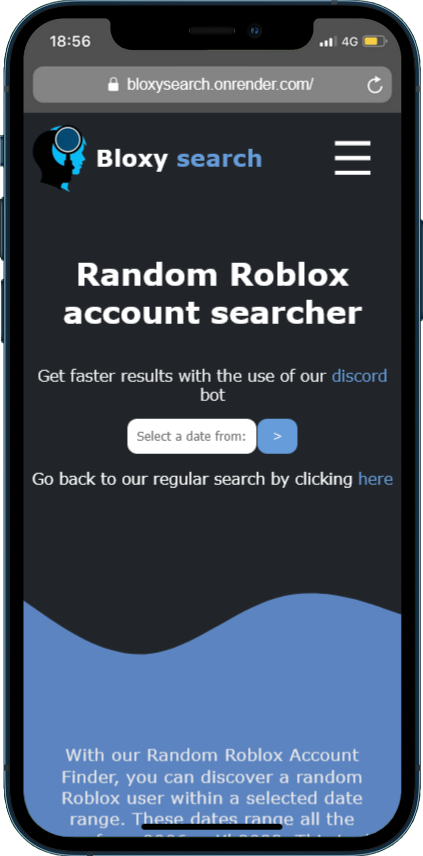 18:56 4G
bloxysearch.onrender.com/
Bloxy search
Random Roblox
account searcher
Get faster results with the use of our discord
bot
Select a date from: >
Go back to our regular search by clicking here
With our Random Roblox Account
Finder, you can discover a random
Roblox user within a selected date
range. These dates range all the